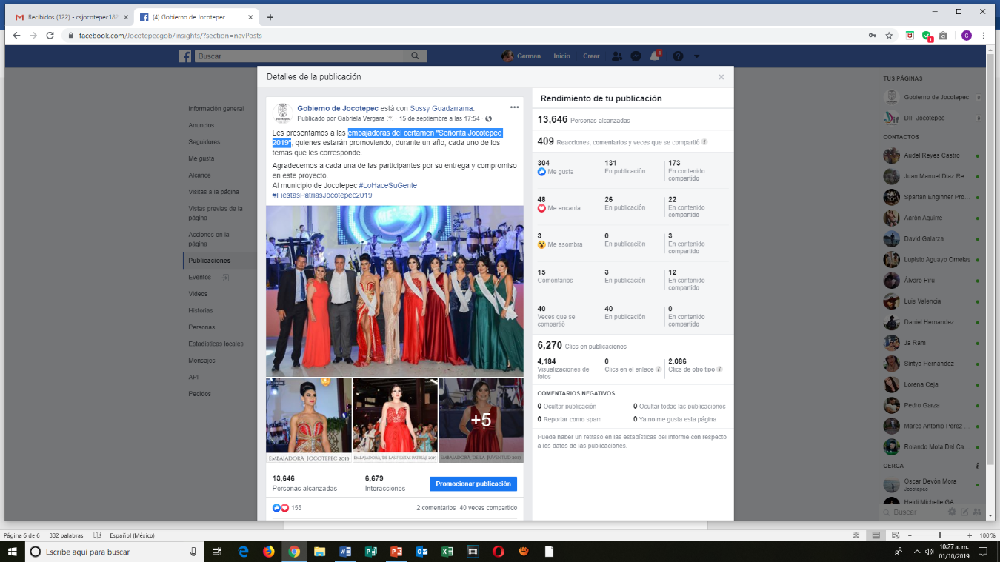 Recibidos (122) - csjocotepec182
(4) Gobierno de Jocotepec
facebook.com/Jocotepecgob/insights/?section=navPosts
Buscar
German
Inicio
Crear
Detalles de la publicación
Información general
Anuncios
Seguidores
Me gusta
Alcance
Visitas a la página
Vistas previas de la
página
Acciones en la
página
Publicaciones
Eventos
Videos
Historias
Personas
Estadísticas locales
Mensajes
API
Pedidos
Gobierno de Jocotepec está con Sussy Guadarrama.
Publicado por Gabriela Vergara [?] · 15 de septiembre a las 17:54 ·
Les presentamos a las embajadoras del certamen "Señorita Jocotepec
2019", quienes estarán promoviendo, durante un año, cada uno de los
temas que les corresponde.
Agradecemos a cada una de las participantes por su entrega y compromiso
en este proyecto.
Al municipio de Jocotepec #LoHaceSuGente
#FiestasPatriasJocotepec2019
EMBAJADORA, JOCOTEPEC 2019
EMBAJADORA, DE LAS FIESTAS PATRIAS 2019
+5
EMBAJADORA, DE LA JUVENTUD 2019
13,646
Personas alcanzadas
6,679
Interacciones
Promocionar publicación
155
2 comentarios 40 veces compartido
Rendimiento de tu publicación
13,646 Personas alcanzadas
409 Reacciones, comentarios y veces que se compartió
304
Me gusta
131
En publicación
173
En contenido
compartido
48
Me encanta
26
En publicación
22
En contenido
compartido
3
Me asombra
0
En publicación
3
En contenido
compartido
15
Comentarios
3
En publicación
12
En contenido
compartido
40
Veces que se
compartió
40
En publicación
0
En contenido
compartido
6,270 Clics en publicaciones
4,184
Visualizaciones de
fotos
0
Clics en el enlace
2,086
Clics de otro tipo
COMENTARIOS NEGATIVOS
0 Ocultar publicación
0 Ocultar todas las publicaciones
0 Reportar como spam
0 Ya no me gusta esta página
Puede haber un retraso en las estadísticas del informe con respecto
a los datos de las publicaciones.
TUS PÁGINAS
Gobierno de Jocotepec
DIF Jocotepec
CONTACTOS
Audel Reyes Castro
Juan Manuel Diaz Re...
Spartan Enginner Pro...
Aarón Aguirre
David Galarza
Lupisto Aguayo Ornelas
Álvaro Piru
Luis Valencia
Daniel Hernandez
Ja Ram
Sintya Hernández
Lorena Ceja
Pedro Garza
Marco Antonio Perez ...
Rolando Mota Del Ca...
CERCA
Oscar Devón Mora
Jocotepec
Heidi Michelle GA
Buscar
Página 6 de 6
332 palabras
Español (México)
100 %
Escribe aquí para buscar
10:27 a. m.
01/10/2019